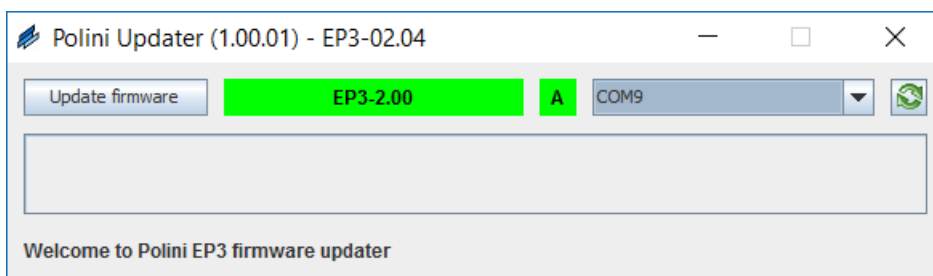 Polini Updater (1.00.01) - EP3-02.04
Update firmware EP3-2.00 A COM9
Welcome to Polini EP3 firmware updater